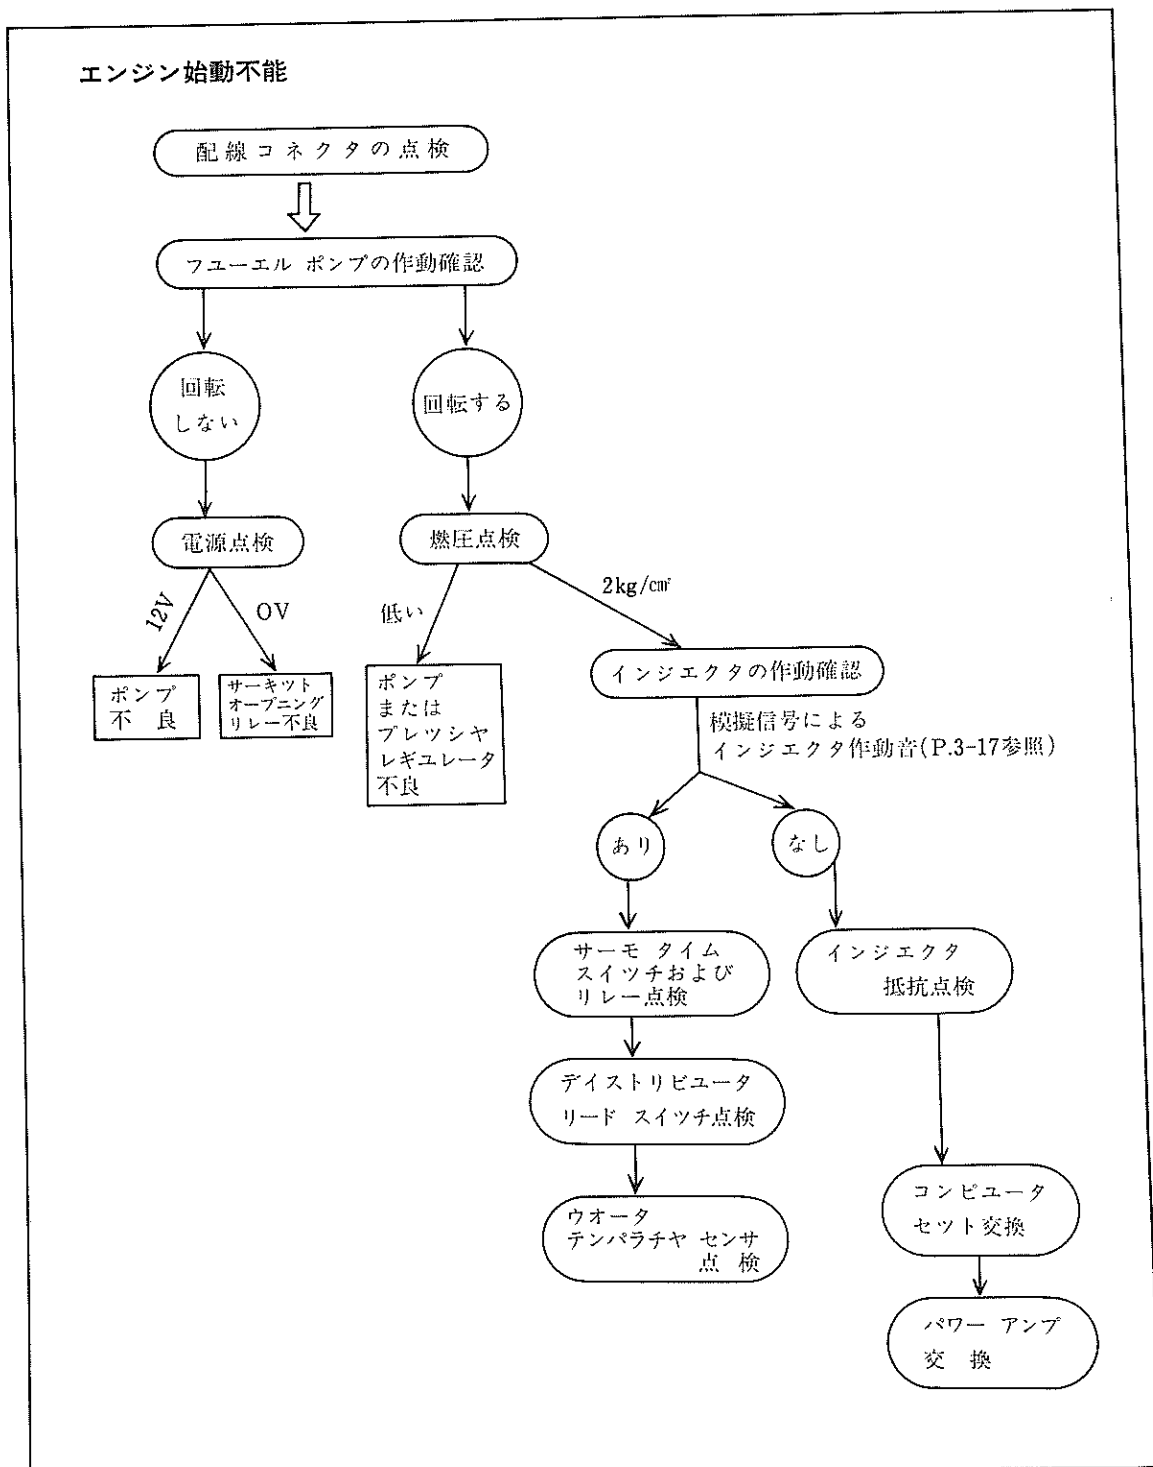 エンジン始動不能
配線コネクタの点検
フユーエル ポンプの作動確認
回転
しない
回転する
電源点検
燃圧点検
12V
OV
低い
2kg/cm²
ポンプ
不 良
サーキツト
オープニング
リレー不良
ポンプ
または
プレツシヤ
レギユレータ
不良
インジエクタの作動確認
模擬信号による
インジエクタ作動音(P.3-17参照)
あり
なし
サーモ タイム
スイツチおよび
リレー点検
インジエクタ
抵抗点検
デイストリビユータ
リード スイツチ点検
ウオータ
テンパラチヤ センサ
点 検
コンピユータ
セツト交換
パワー アンプ
交 換